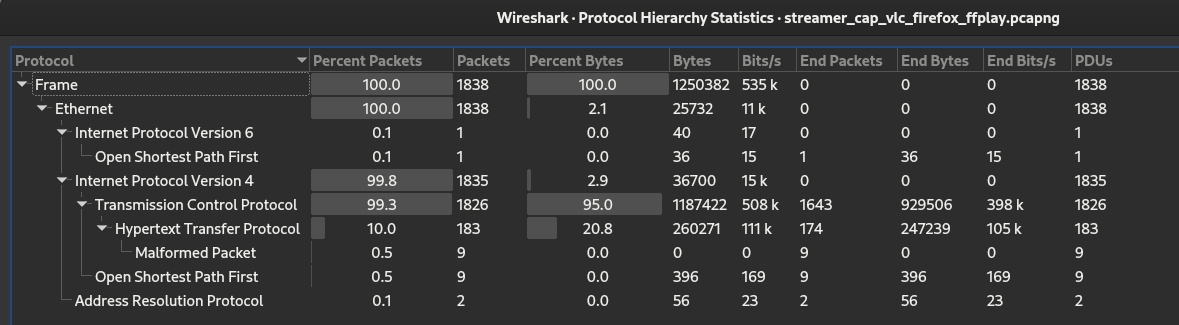 Wireshark · Protocol Hierarchy Statistics · streamer_cap_vlc_firefox_ffplay.pcapng
Protocol Percent Packets Packets Percent Bytes Bytes Bits/s End Packets End Bytes End Bits/s PDUs
Frame 100.0 1838 100.0 1250382 535 k 0 0 0 1838
Ethernet 100.0 1838 2.1 25732 11 k 0 0 0 1838
Internet Protocol Version 6 0.1 1 0.0 40 17 0 0 0 1
Open Shortest Path First 0.1 1 0.0 36 15 1 36 15 1
Internet Protocol Version 4 99.8 1835 2.9 36700 15 k 0 0 0 1835
Transmission Control Protocol 99.3 1826 95.0 1187422 508 k 1643 929506 398 k 1826
Hypertext Transfer Protocol 10.0 183 20.8 260271 111 k 174 247239 105 k 183
Malformed Packet 0.5 9 0.0 0 0 9 0 0 9
Open Shortest Path First 0.5 9 0.0 396 169 9 396 169 9
Address Resolution Protocol 0.1 2 0.0 56 23 2 56 23 2